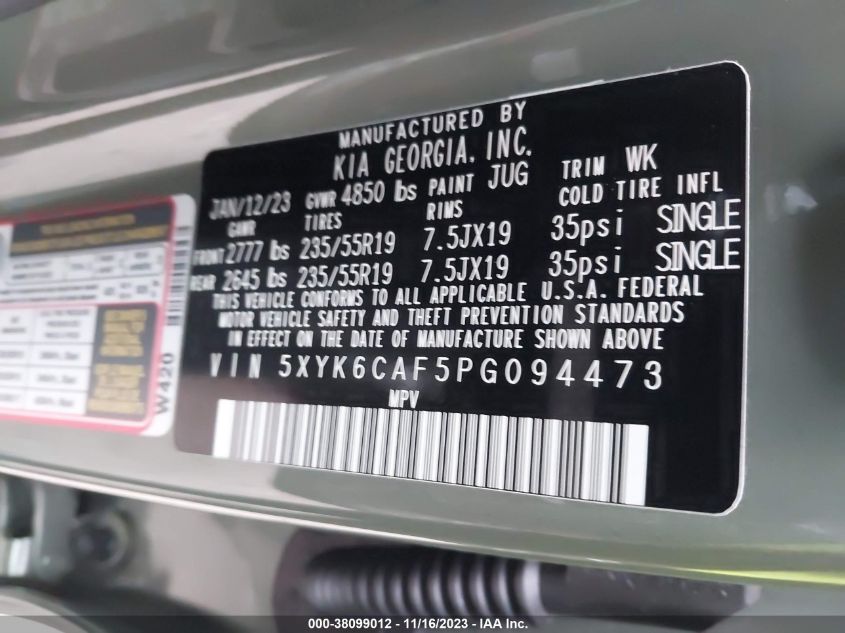 MANUFACTURED BY
KIA GEORGIA, INC.
JAN/12/23 GVWR 4850 lbs PAINT JUG TRIM WK
GAWR TIRES RIMS COLD TIRE INFL
FRONT 2777 lbs 235/55R19 7.5JX19 35psi SINGLE
REAR 2645 lbs 235/55R19 7.5JX19 35psi SINGLE
THIS VEHICLE CONFORMS TO ALL APPLICABLE U.S.A. FEDERAL
MOTOR VEHICLE SAFETY AND THEFT PREVENTION STANDARDS
IN EFFECT ON THE DATE OF MANUFACTURE SHOWN ABOVE
VIN 5XYK6CAF5PG094473
MPV
W420
000-38099012 - 11/16/2023 - IAA Inc.